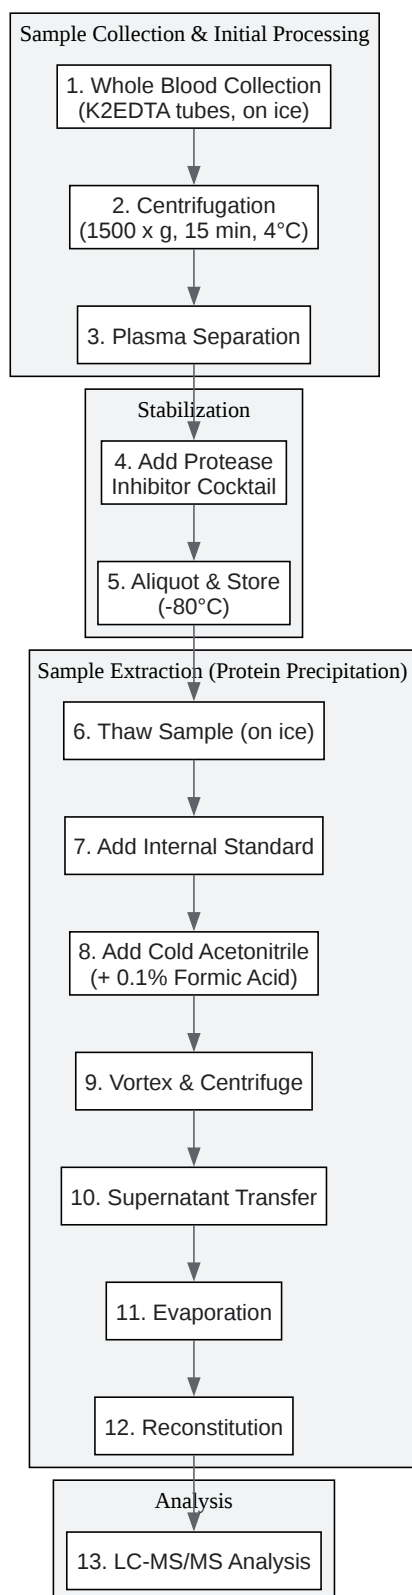 Sample Collection & Initial Processing
1. Whole Blood Collection
(K2EDTA tubes, on ice)
2. Centrifugation
(1500 x g, 15 min, 4°C)
3. Plasma Separation
Stabilization
4. Add Protease
Inhibitor Cocktail
5. Aliquot & Store
(-80°C)
Sample Extraction (Protein Precipitation)
6. Thaw Sample (on ice)
7. Add Internal Standard
8. Add Cold Acetonitrile
(+ 0.1% Formic Acid)
9. Vortex & Centrifuge
10. Supernatant Transfer
11. Evaporation
12. Reconstitution
Analysis
13. LC-MS/MS Analysis